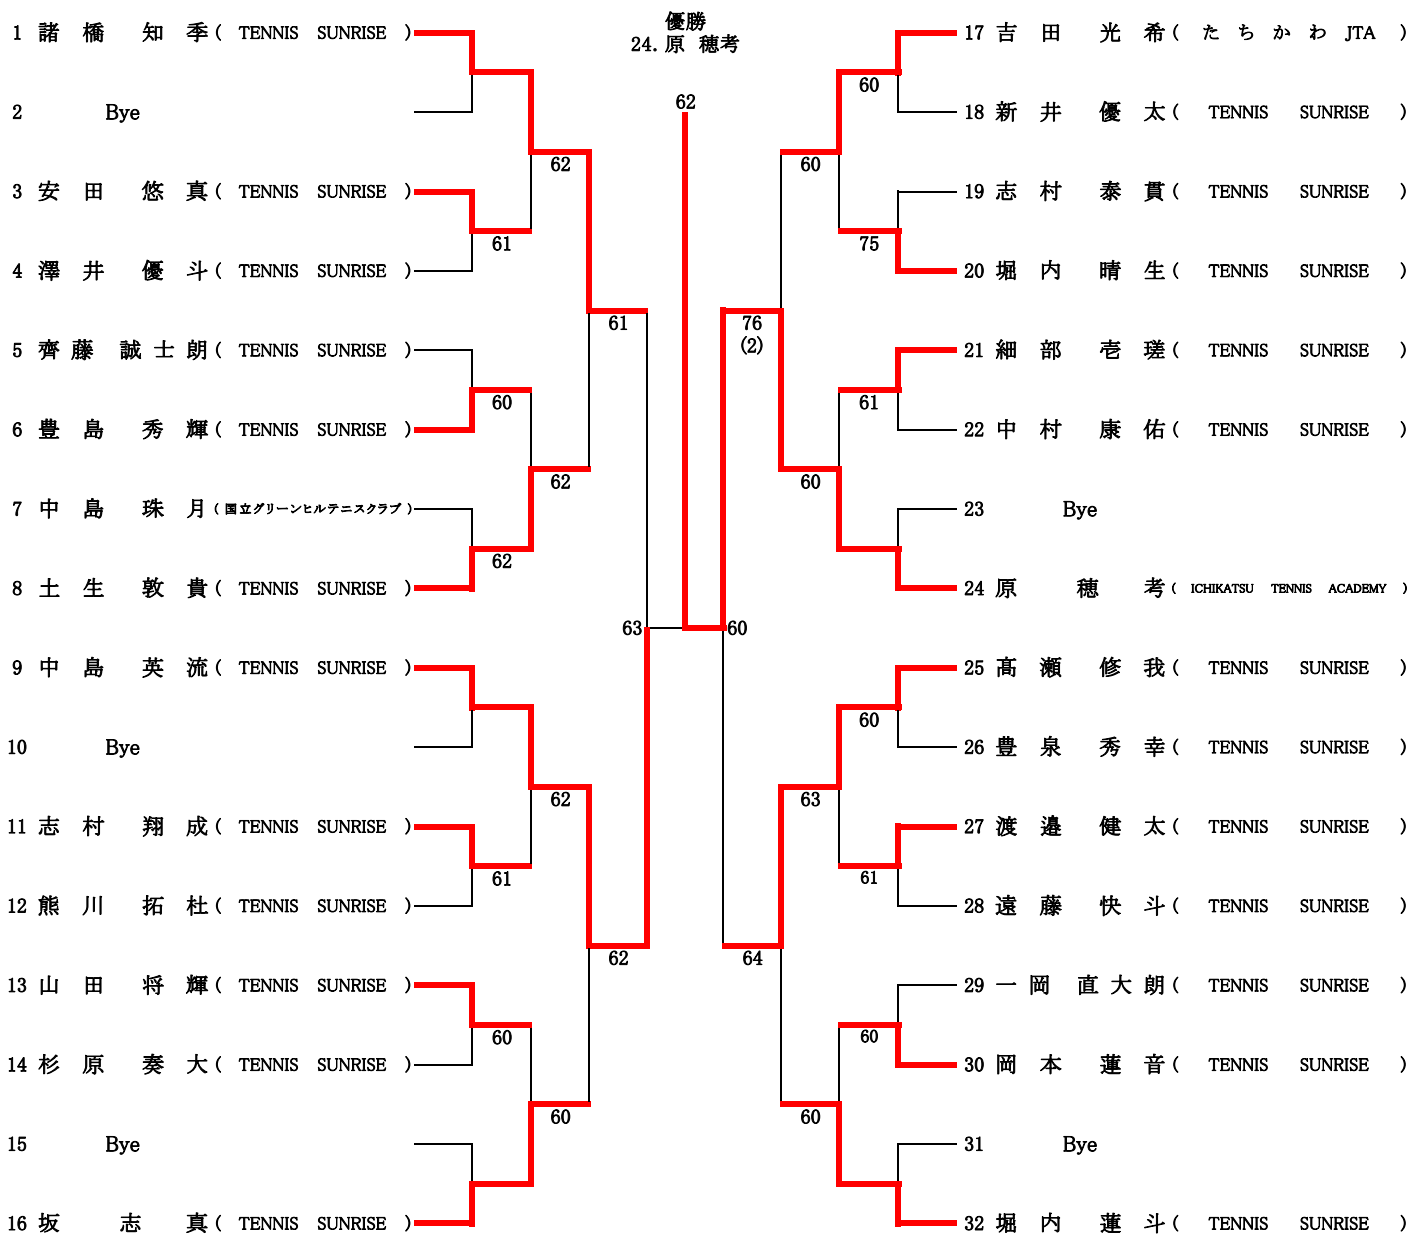 優勝
24. 原 穂考
62
1 諸橋 知季( TENNIS SUNRISE )
2 Bye
62
3 安田 悠真( TENNIS SUNRISE )
61
4 澤井 優斗( TENNIS SUNRISE )
61
5 齊藤 誠士朗( TENNIS SUNRISE )
60
6 豊島 秀輝( TENNIS SUNRISE )
62
7 中島 珠月( 国立グリーンヒルテニスクラブ )
62
8 土生 敦貴( TENNIS SUNRISE )
63
9 中島 英流( TENNIS SUNRISE )
10 Bye
62
11 志村 翔成( TENNIS SUNRISE )
61
12 熊川 拓杜( TENNIS SUNRISE )
62
13 山田 将輝( TENNIS SUNRISE )
60
14 杉原 奏大( TENNIS SUNRISE )
60
15 Bye
16 坂 志真( TENNIS SUNRISE )
17 吉田 光希( たちかわ JTA )
60
18 新井 優太( TENNIS SUNRISE )
60
19 志村 泰貫( TENNIS SUNRISE )
75
20 堀内 晴生( TENNIS SUNRISE )
76
(2)
21 細部 壱瑳( TENNIS SUNRISE )
61
22 中村 康佑( TENNIS SUNRISE )
60
23 Bye
24 原 穂考( ICHIKATSU TENNIS ACADEMY )
60
25 髙瀬 修我( TENNIS SUNRISE )
60
26 豊泉 秀幸( TENNIS SUNRISE )
63
27 渡邉 健太( TENNIS SUNRISE )
61
28 遠藤 快斗( TENNIS SUNRISE )
64
29 一岡 直大朗( TENNIS SUNRISE )
60
30 岡本 蓮音( TENNIS SUNRISE )
60
31 Bye
32 堀内 蓮斗( TENNIS SUNRISE )